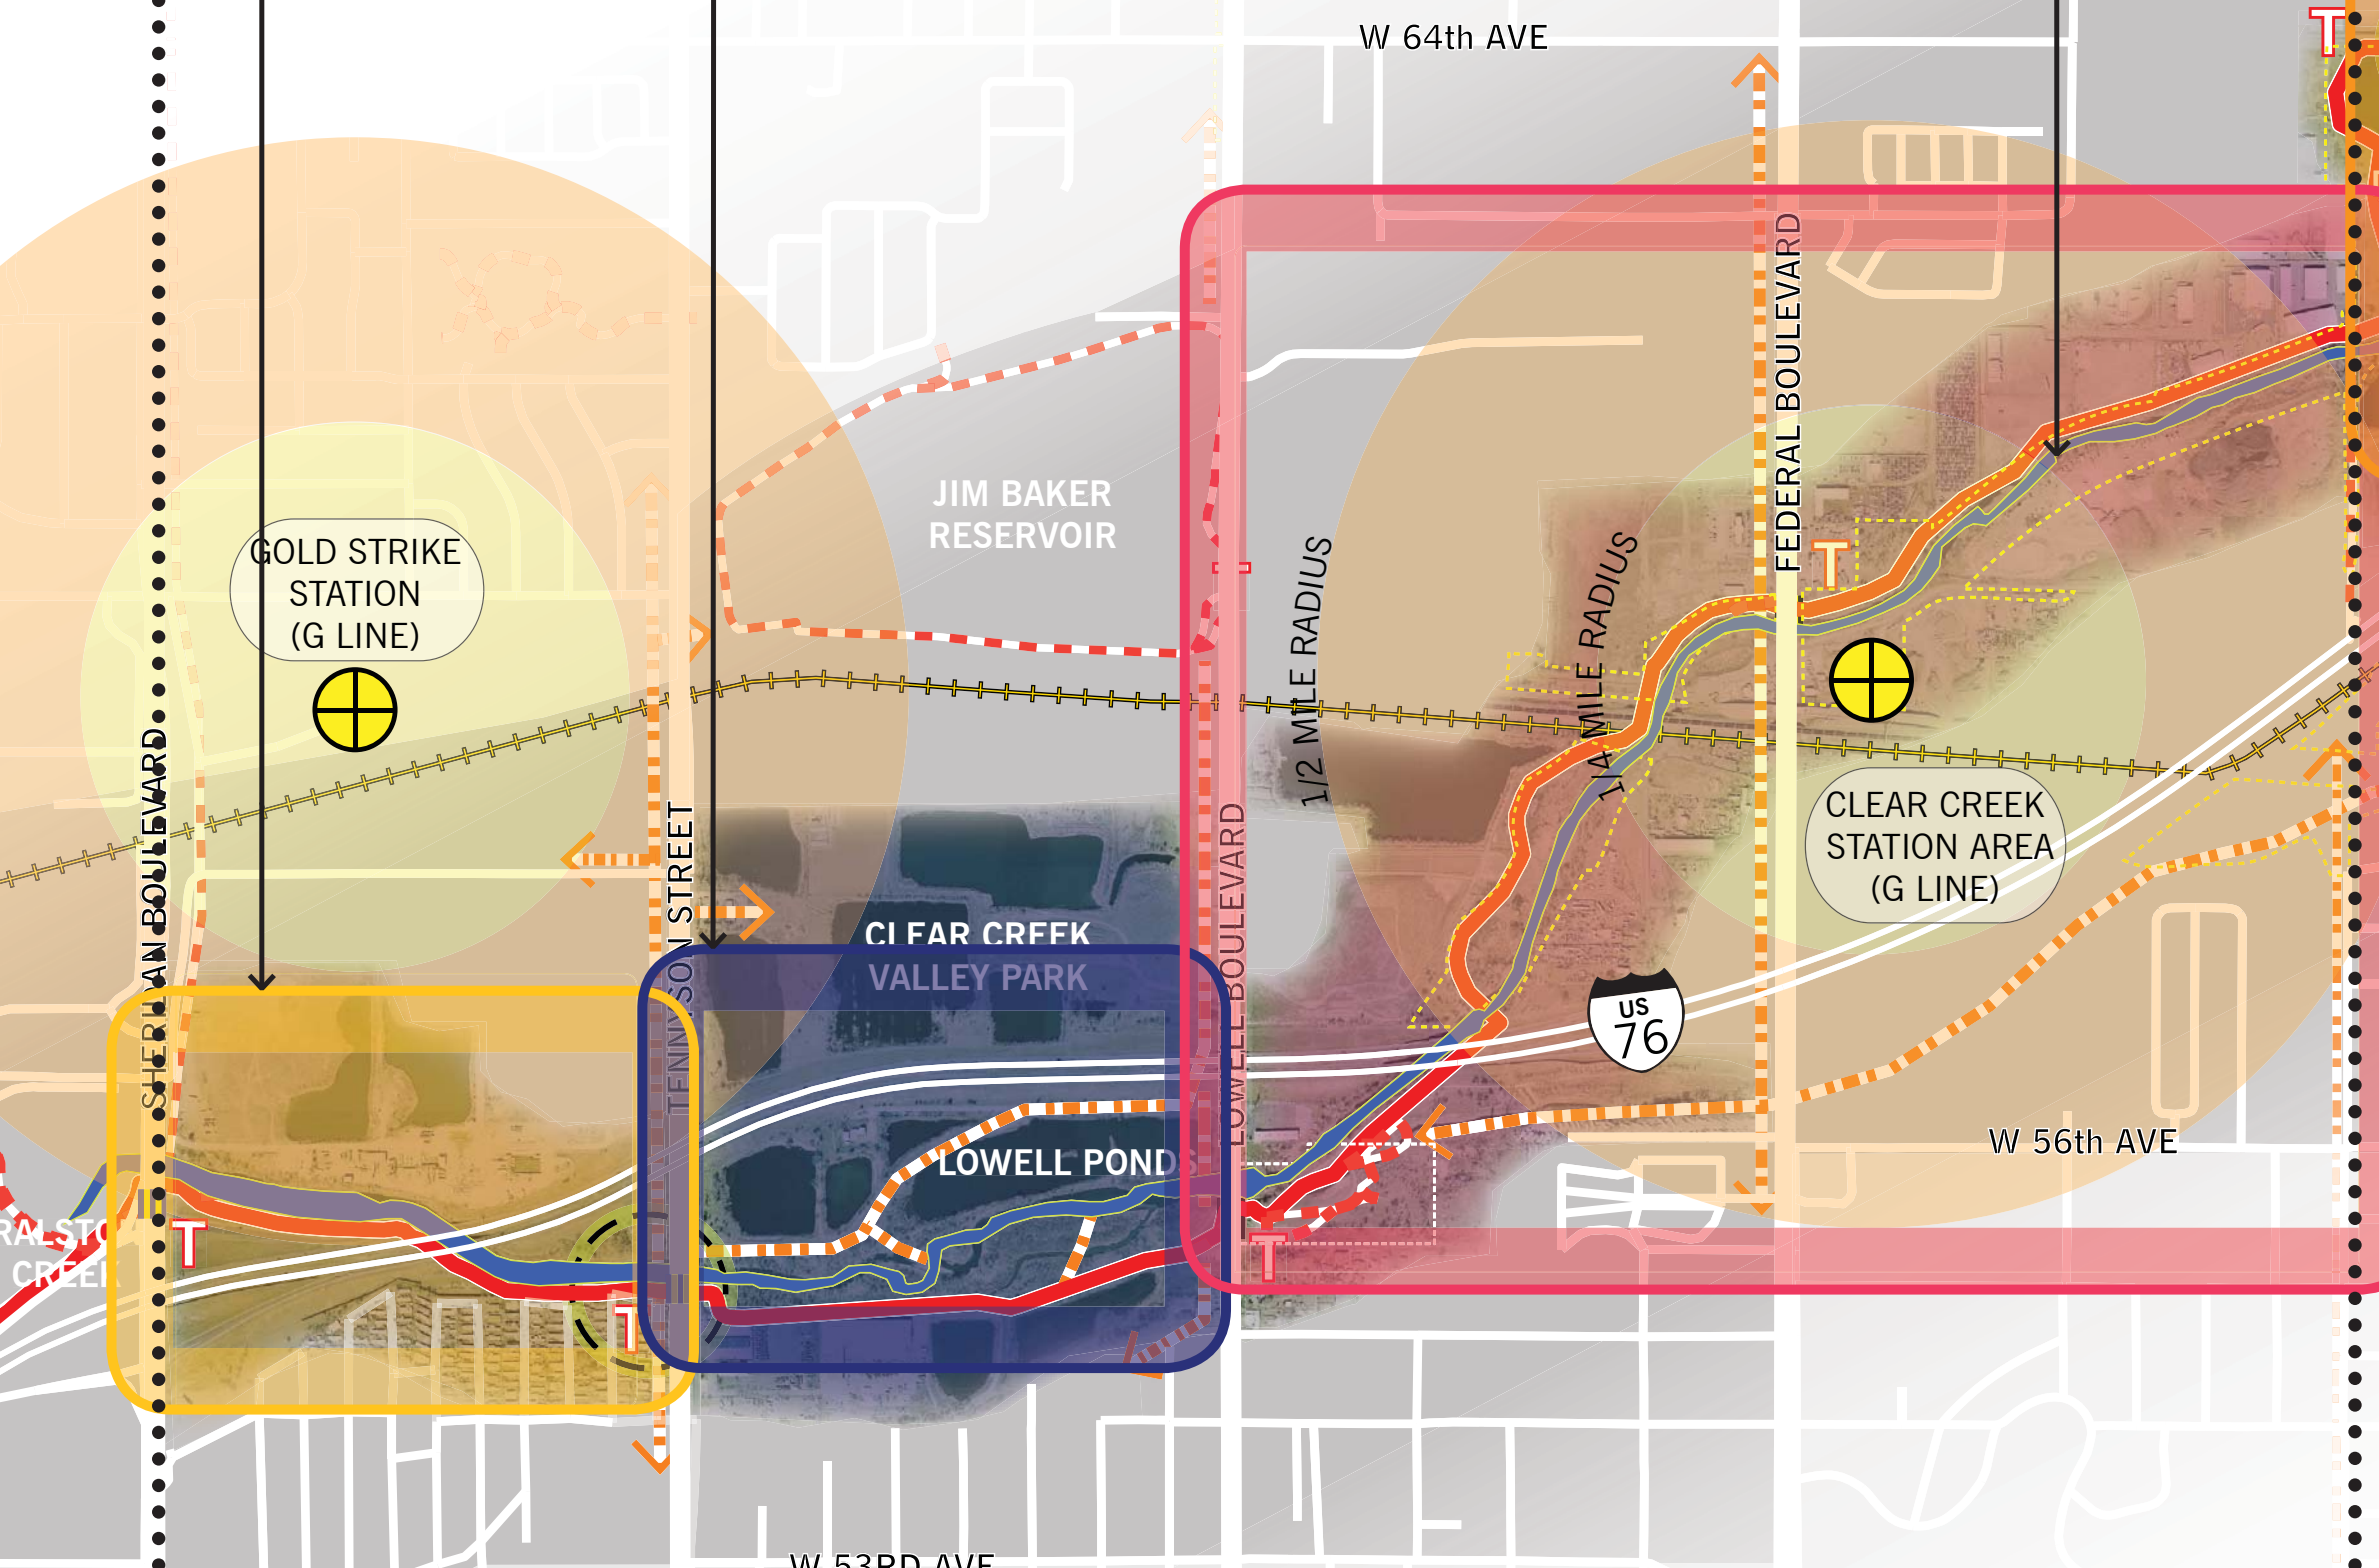 W 64th AVE
T
FEDERAL BOULEVARD
JIM BAKER
RESERVOIR
1/2 MILE RADIUS
1/4 MILE RADIUS
GOLD STRIKE
STATION
(G LINE)
T
SHERIDAN BOULEVARD
TENNYSON STREET
LOWELL BOULEVARD
CLEAR CREEK
STATION AREA
(G LINE)
CLEAR CREEK
VALLEY PARK
US
76
W 56th AVE
LOWELL PONDS
RALSTO
CREEK
T
T
T
W 53RD AVE